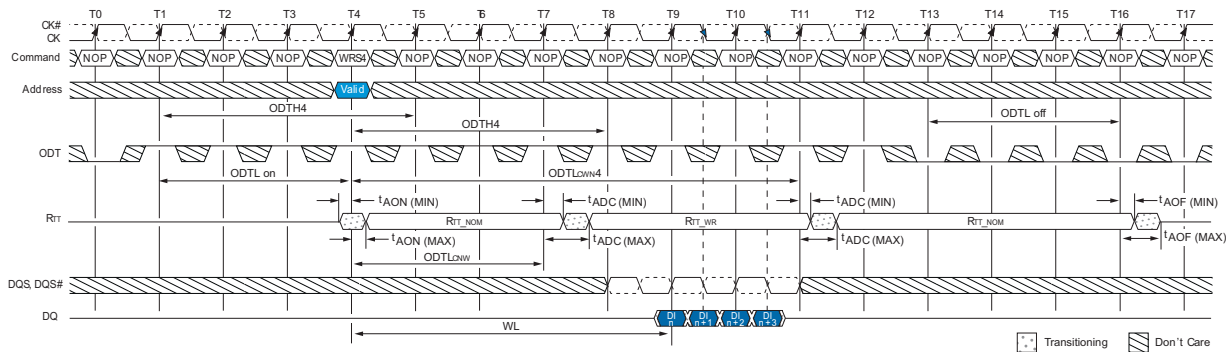 T0 T1 T2 T3 T4 T5 T6 T7 T8 T9 T10 T11 T12 T13 T14 T15 T16 T17
CK#
CK
Command NOP NOP NOP NOP WRS4 NOP NOP NOP NOP NOP NOP NOP NOP NOP NOP NOP NOP NOP
Address Valid
ODTH4 ODTL off
ODTH4
ODT
ODTL on ODTLCWN4
tAON (MIN) tADC (MIN) tADC (MIN) tAOF (MIN)
RTT RTT_NOM RTT_WR RTT_NOM
tAON (MAX) tADC (MAX) tADC (MAX) tAOF (MAX)
ODTLCNW
DQS, DQS#
DQ DI n DI n+1 DI n+2 DI n+3
WL
Transitioning Don't Care